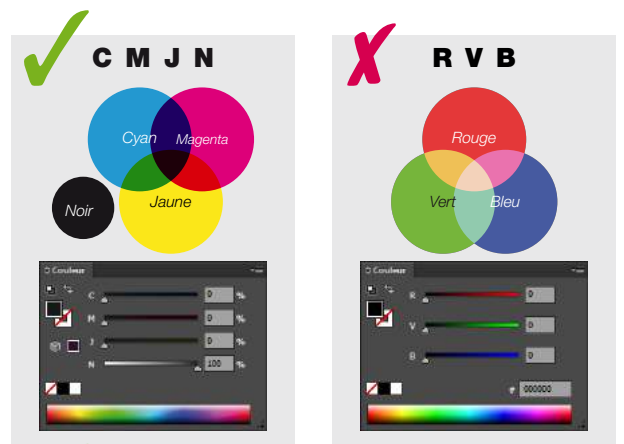 C M J N
Cyan
Magenta
Noir
Jaune
Couleur
C 0 %
M 0 %
J 0 %
N 100 %
R V B
Rouge
Vert
Bleu
Couleur
R 0
V 0
B 0
# 000000